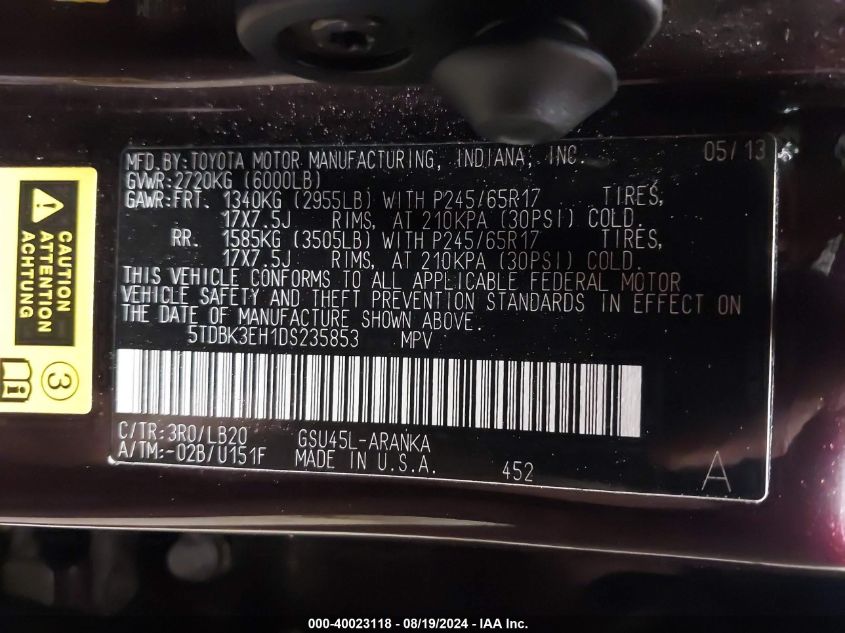 MFD.BY:TOYOTA MOTOR MANUFACTURING, INDIANA, INC. 05/13
GVWR:2720KG (6000LB)
GAWR:FRT. 1340KG (2955LB) WITH P245/65R17 TIRES,
17X7.5J RIMS, AT 210KPA (30PSI) COLD.
RR. 1585KG (3505LB) WITH P245/65R17 TIRES,
17X7.5J RIMS, AT 210KPA (30PSI) COLD.
THIS VEHICLE CONFORMS TO ALL APPLICABLE FEDERAL MOTOR
VEHICLE SAFETY AND THEFT PREVENTION STANDARDS IN EFFECT ON
THE DATE OF MANUFACTURE SHOWN ABOVE.
5TDBK3EH1DS235853 MPV
C/TR:3R0/LB20 GSU45L-ARANKA
A/TM:-02B/U151F MADE IN U.S.A. 452 A
CAUTION
ATTENTION
ACHTUNG
3
000-40023118 - 08/19/2024 - IAA Inc.